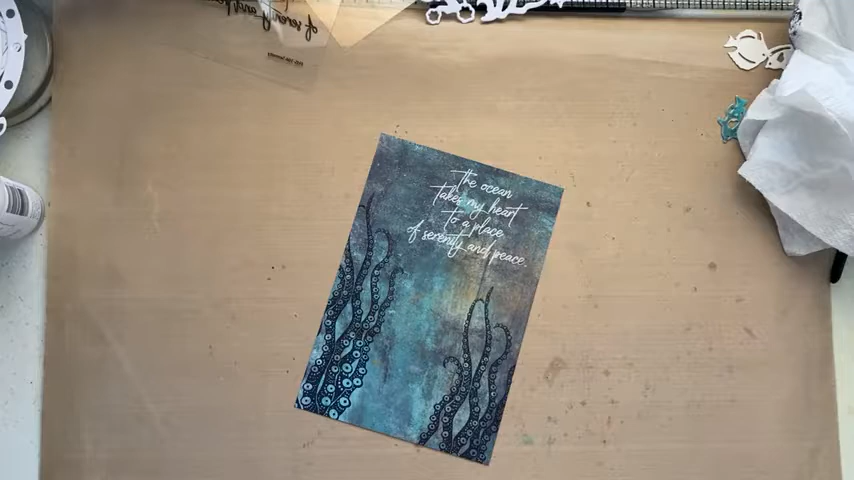 The ocean
takes my heart
to a place
of serenity and peace.